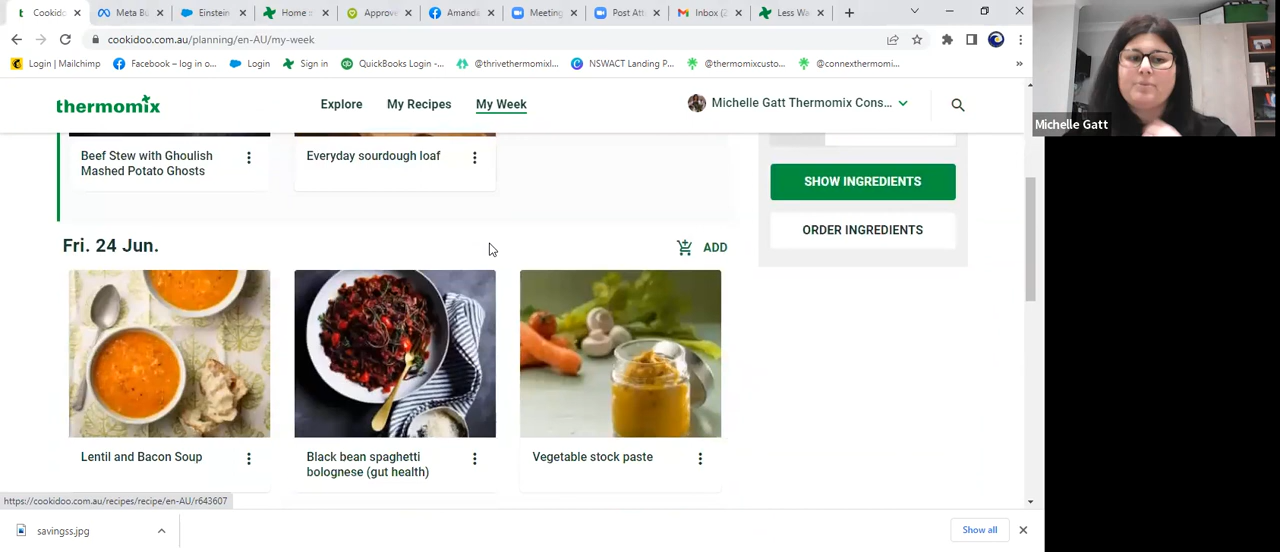 Cookido
Meta Bu
Einstein
Home
Approve
Amanda
Meeting
Post Att
Inbox (2
Less Wa
cookidoo.com.au/planning/en-AU/my-week
Login | Mailchimp
Facebook – log in o...
Login
Sign in
QuickBooks Login -...
@thrivethermomixl...
NSWACT Landing P...
@thermomixcusto...
@connexthermomi...
»
thermomix
Explore
My Recipes
My Week
Michelle Gatt Thermomix Cons...
Beef Stew with Ghoulish
Mashed Potato Ghosts
Everyday sourdough loaf
SHOW INGREDIENTS
ORDER INGREDIENTS
Fri. 24 Jun.
ADD
Lentil and Bacon Soup
Black bean spaghetti
bolognese (gut health)
Vegetable stock paste
https://cookidoo.com.au/recipes/recipe/en-AU/r643607
savingss.jpg
Show all
Michelle Gatt